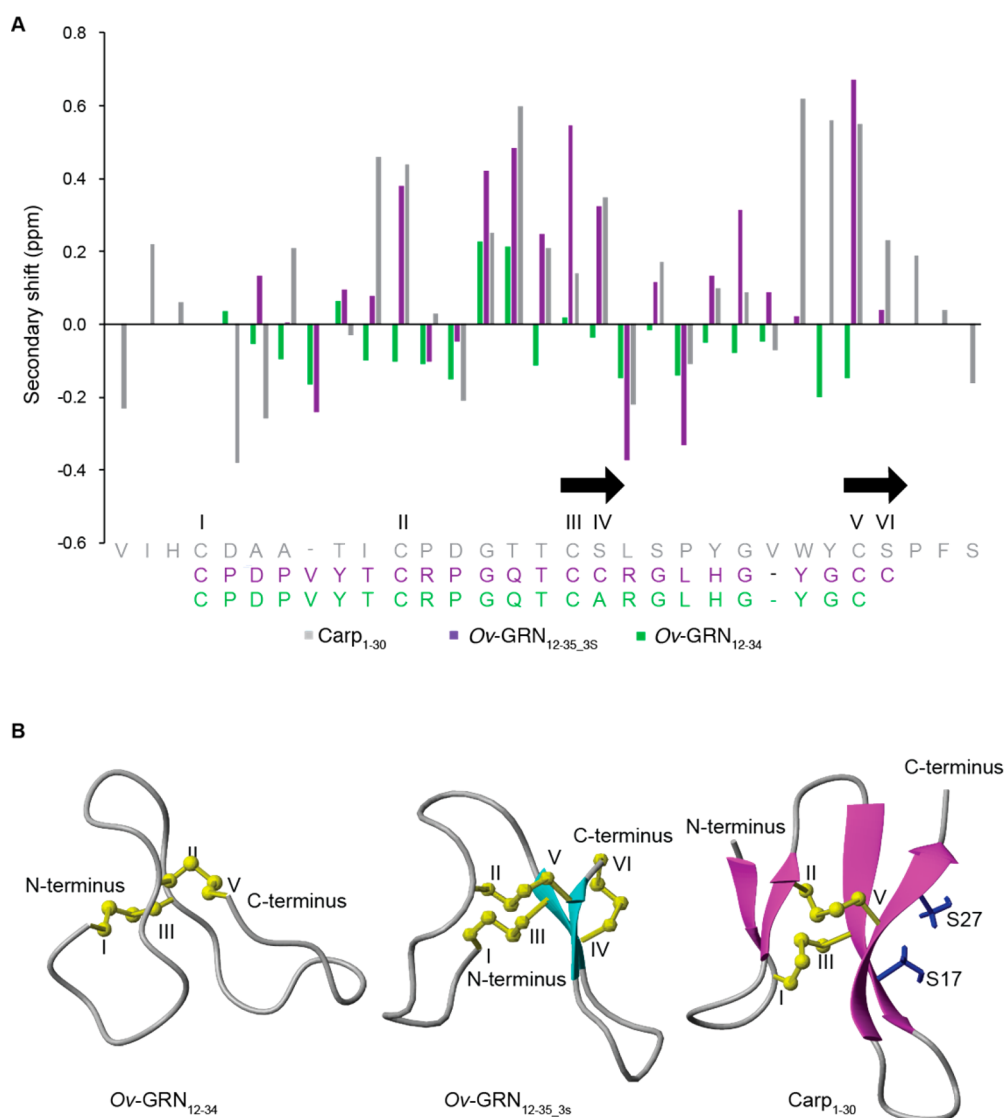 A
0.8
0.6
0.4
0.2
0.0
-0.2
-0.4
-0.6
Secondary shift (ppm)
I II III IV V VI
V I H C D A A - T I C P D G T T C S L S P Y G V W Y C S P F S
C P D P V Y T C R P G Q T C C R G L H G - Y G C C
C P D P V Y T C R P G Q T C A R G L H G - Y G C
Carp1-30 Ov-GRN12-35_3S Ov-GRN12-34
B
N-terminus
I
II
III
V
C-terminus
Ov-GRN12-34
C-terminus
VI
V
II
III
I
IV
N-terminus
Ov-GRN12-35_3s
C-terminus
N-terminus
II
V
III
I
S27
S17
Carp1-30